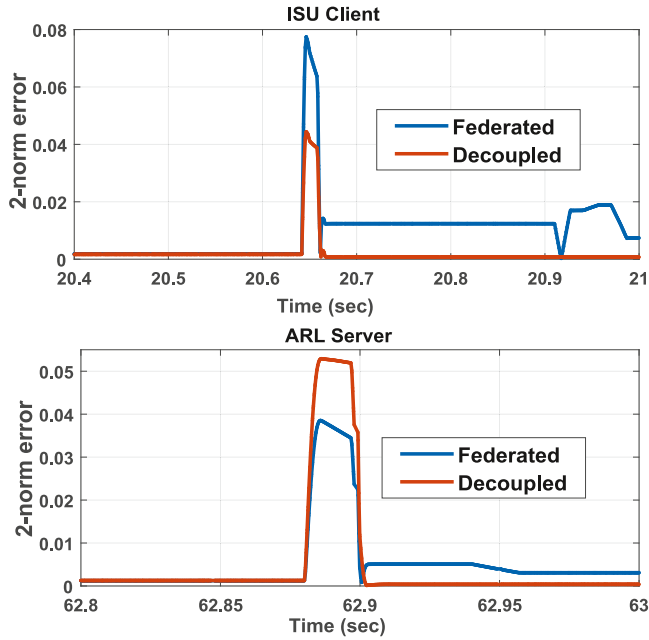 ISU Client
2-norm error
0.08
0.06
0.04
0.02
0
Federated
Decoupled
20.4 20.5 20.6 20.7 20.8 20.9 21
Time (sec)
ARL Server
2-norm error
0.05
0.04
0.03
0.02
0.01
0
Federated
Decoupled
62.8 62.85 62.9 62.95 63
Time (sec)